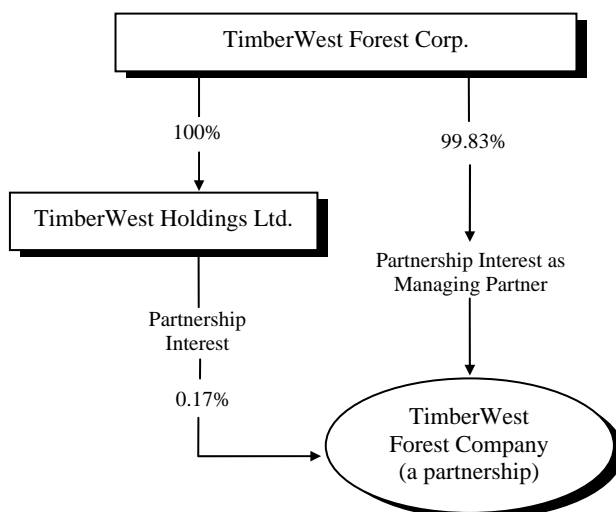 TimberWest Forest Corp.
100%
99.83%
TimberWest Holdings Ltd.
Partnership Interest as
Managing Partner
Partnership
Interest
0.17%
TimberWest
Forest Company
(a partnership)